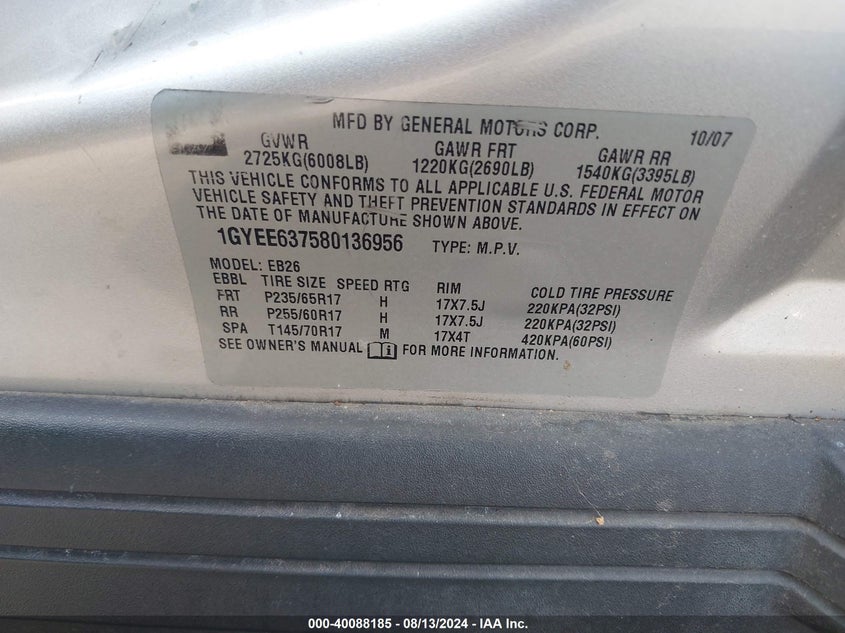 MFD BY GENERAL MOTORS CORP. 10/07
GVWR GAWR FRT GAWR RR
2725KG(6008LB) 1220KG(2690LB) 1540KG(3395LB)
THIS VEHICLE CONFORMS TO ALL APPLICABLE U.S. FEDERAL MOTOR
VEHICLE SAFETY AND THEFT PREVENTION STANDARDS IN EFFECT ON
THE DATE OF MANUFACTURE SHOWN ABOVE.
1GYEE637580136956 TYPE: M.P.V.
MODEL: EB26
EBBL TIRE SIZE SPEED RTG RIM COLD TIRE PRESSURE
FRT P235/65R17 H 17X7.5J 220KPA(32PSI)
RR P255/60R17 H 17X7.5J 220KPA(32PSI)
SPA T145/70R17 M 17X4T 420KPA(60PSI)
SEE OWNER'S MANUAL FOR MORE INFORMATION.
000-40088185 - 08/13/2024 - IAA Inc.